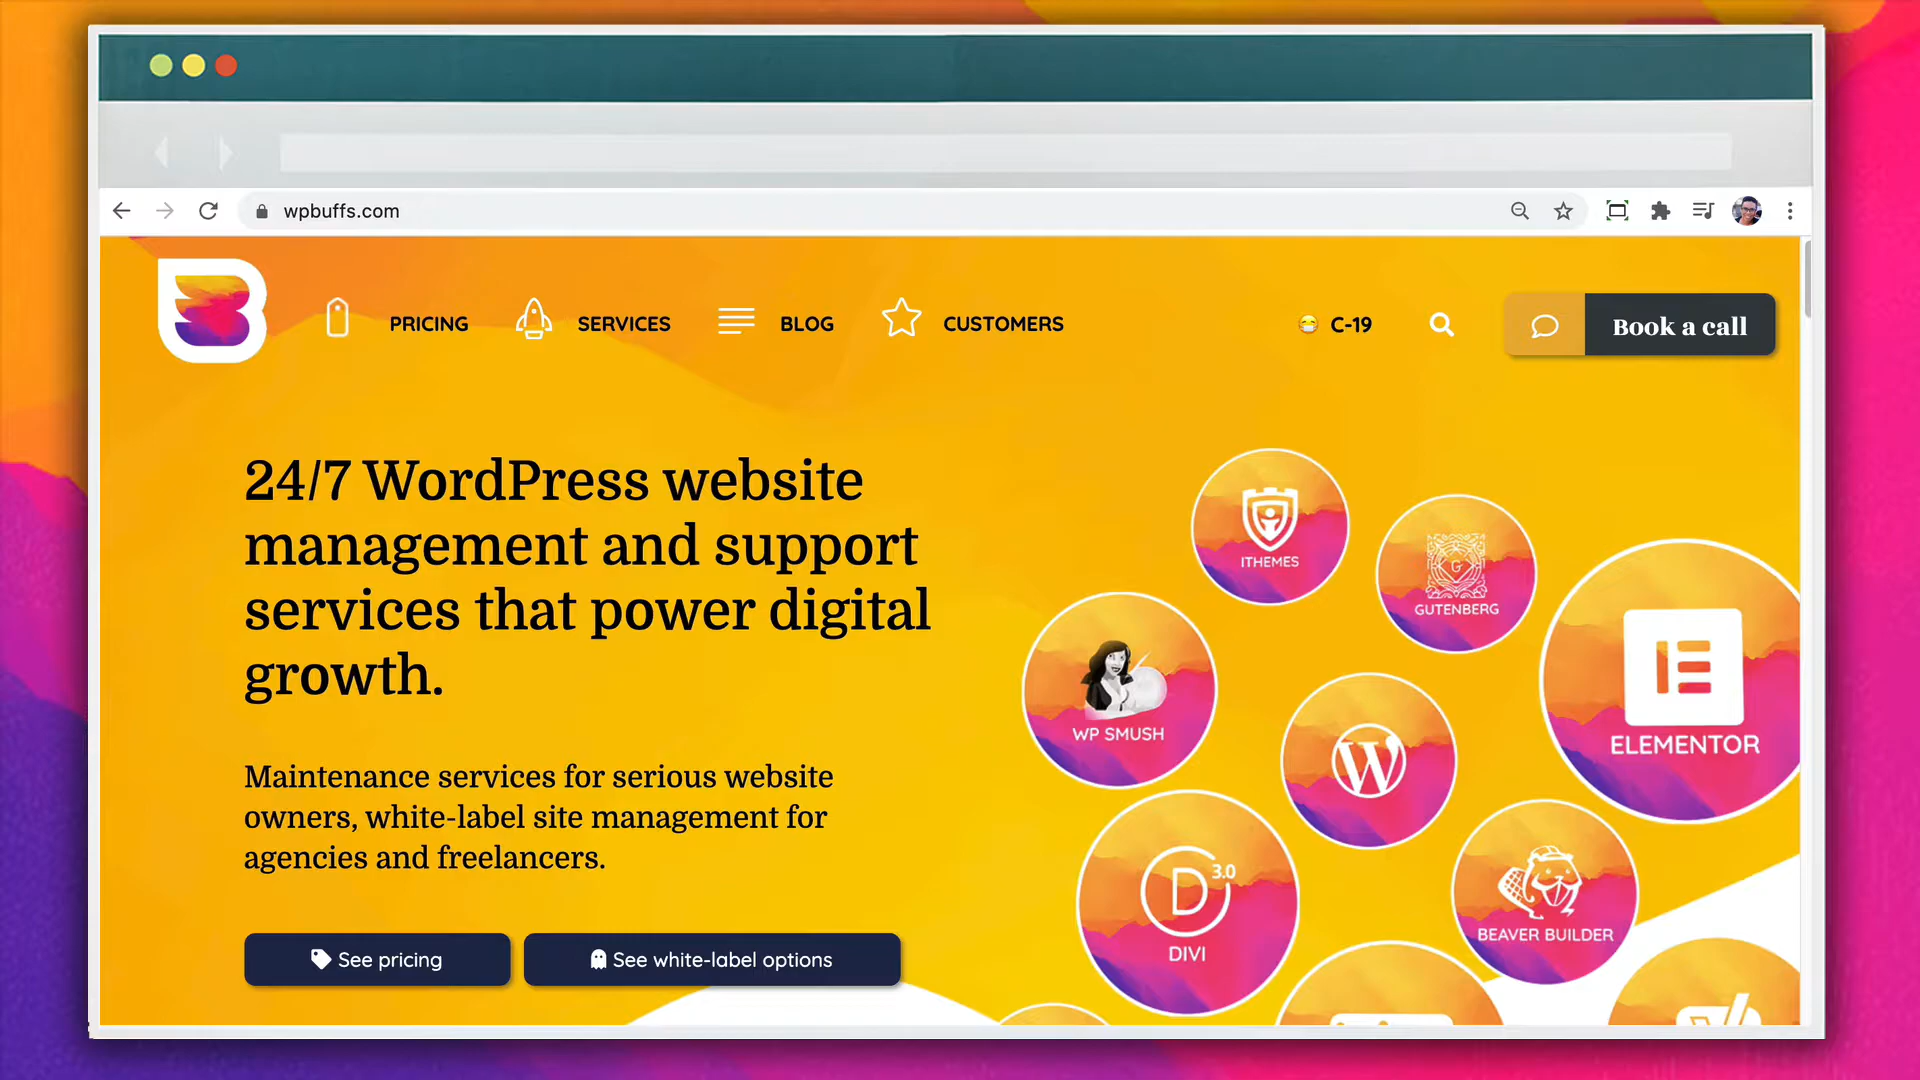 wpbuffs.com
PRICING
SERVICES
BLOG
CUSTOMERS
C-19
Book a call
24/7 WordPress website
management and support
services that power digital
growth.
Maintenance services for serious website
owners, white-label site management for
agencies and freelancers.
See pricing
See white-label options
ITHEMES
G
GUTENBERG
WP SMUSH
W
ELEMENTOR
D 3.0
DIVI
BEAVER BUILDER